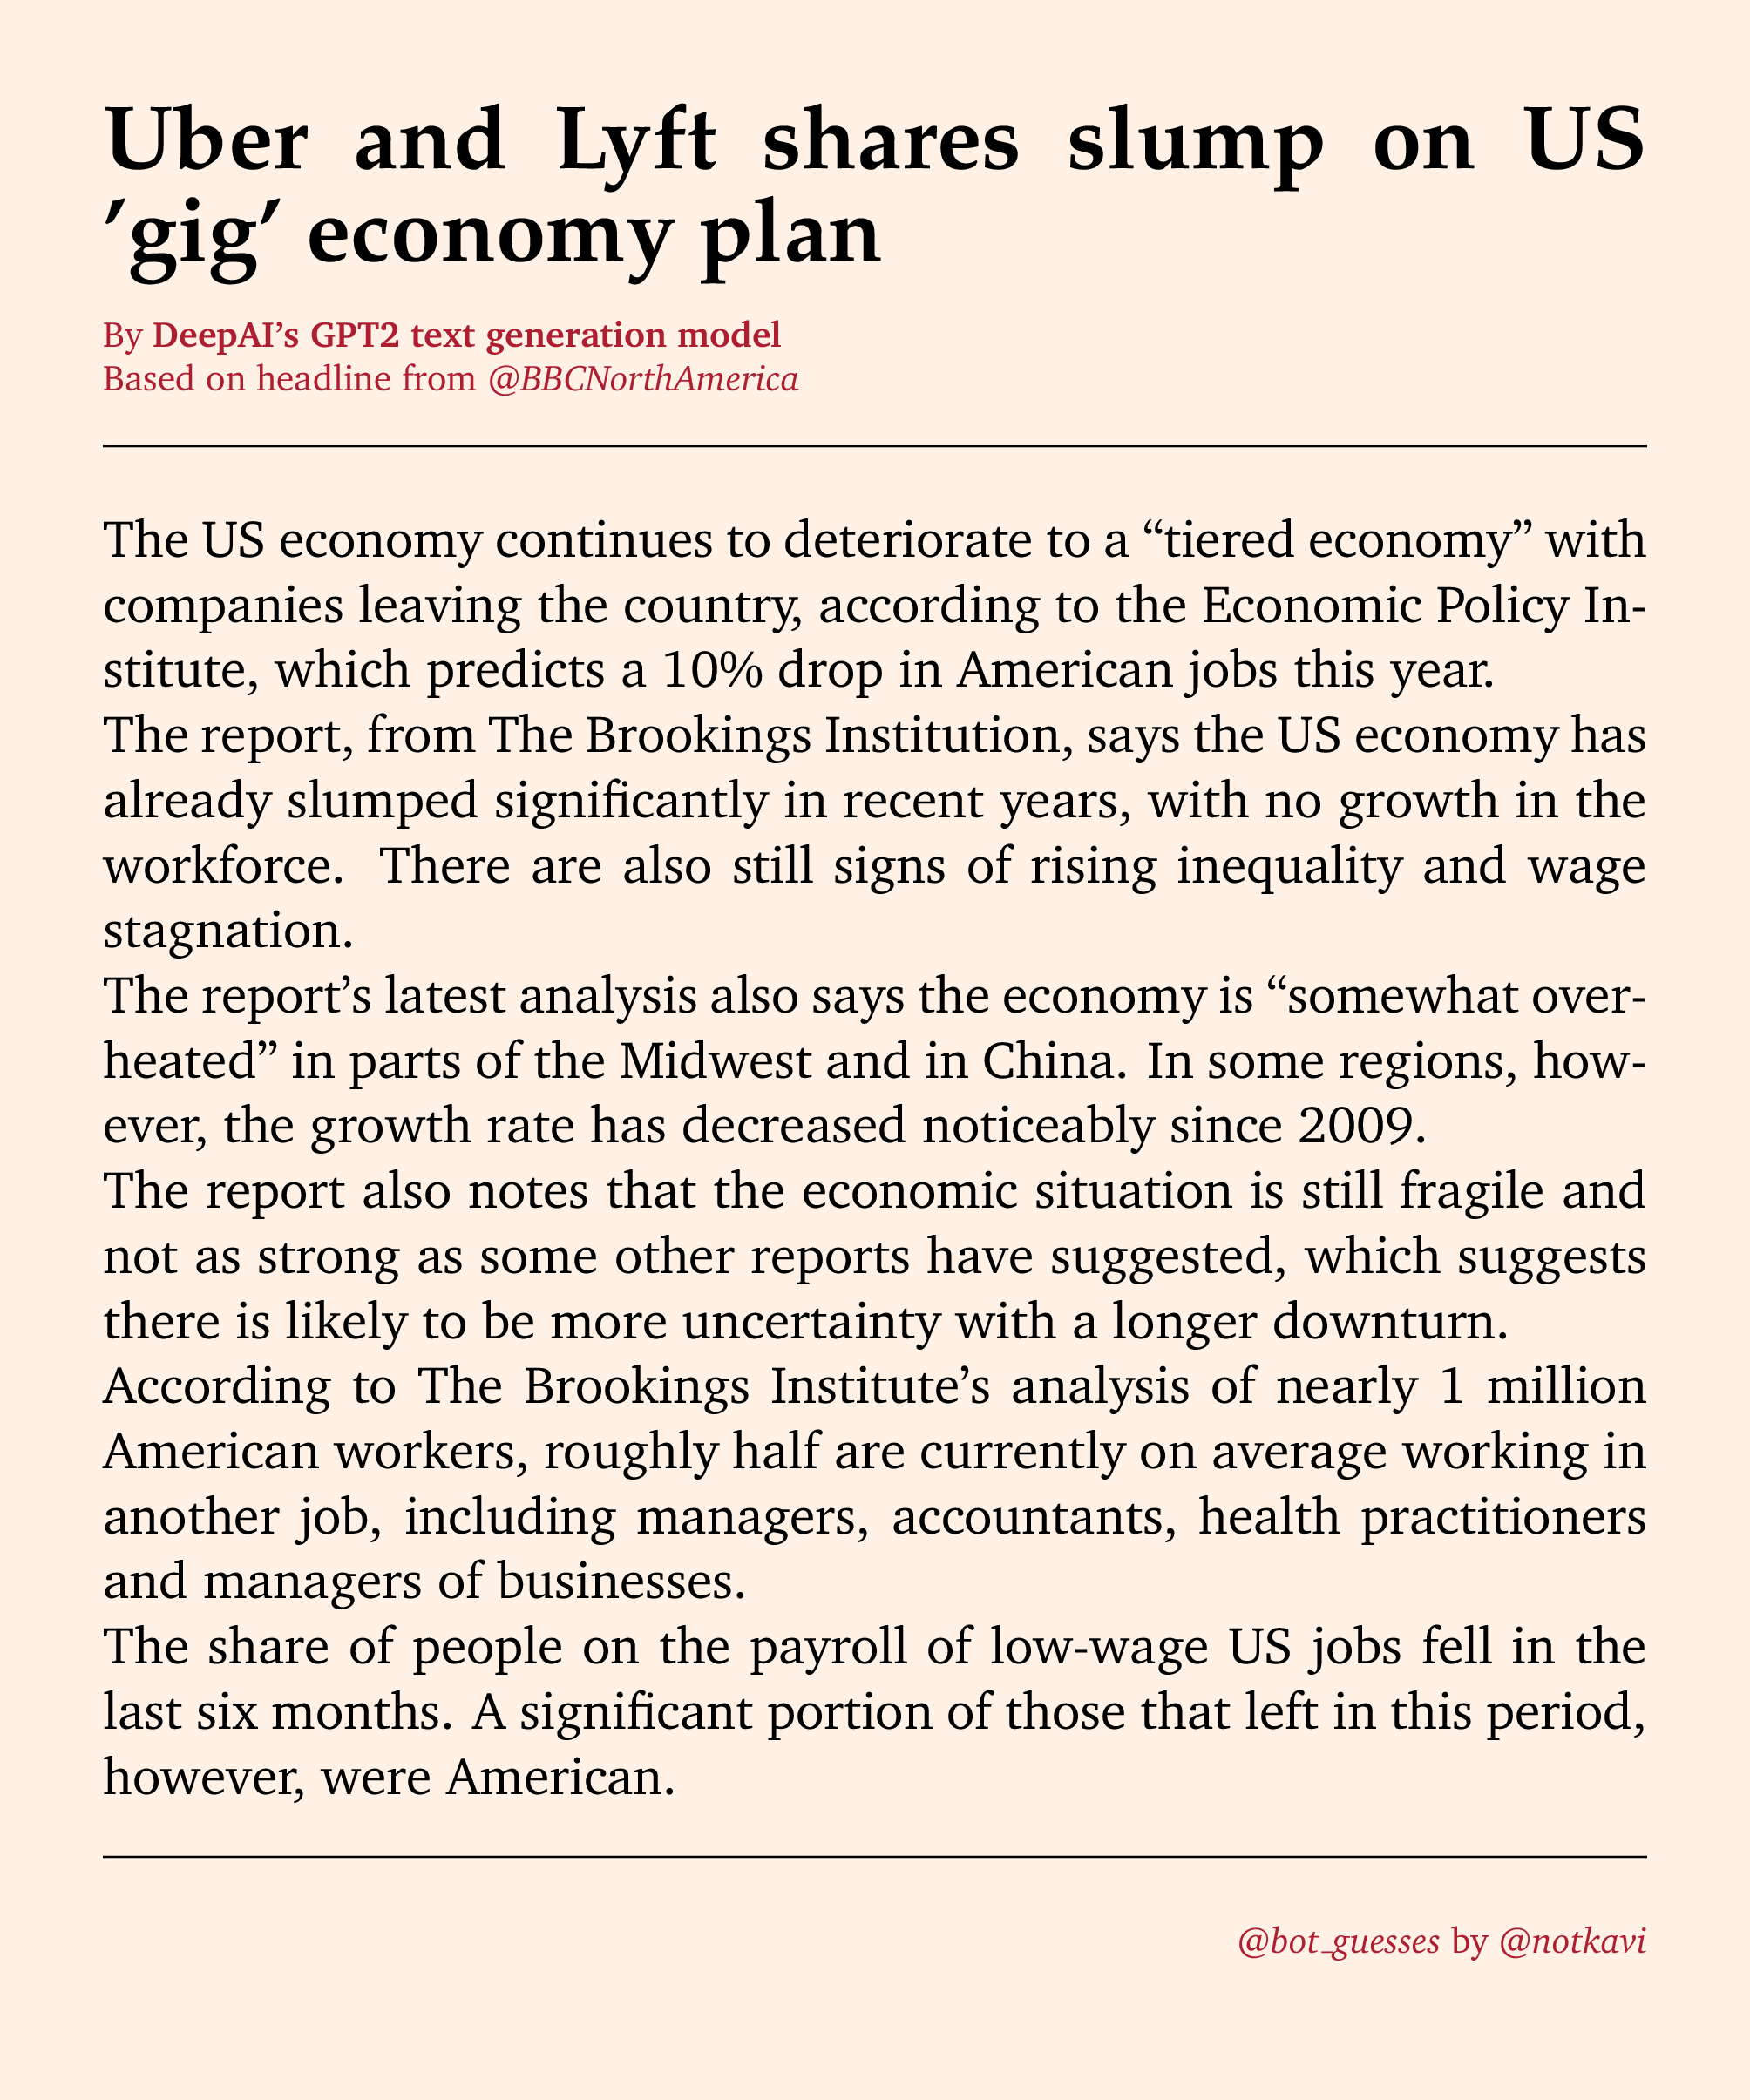 Uber and Lyft shares slump on US
'gig' economy plan
By DeepAI's GPT2 text generation model
Based on headline from @BBCNorthAmerica
The US economy continues to deteriorate to a “tiered economy” with
companies leaving the country, according to the Economic Policy In-
stitute, which predicts a 10% drop in American jobs this year.
The report, from The Brookings Institution, says the US economy has
already slumped significantly in recent years, with no growth in the
workforce. There are also still signs of rising inequality and wage
stagnation.
The report’s latest analysis also says the economy is “somewhat over-
heated” in parts of the Midwest and in China. In some regions, how-
ever, the growth rate has decreased noticeably since 2009.
The report also notes that the economic situation is still fragile and
not as strong as some other reports have suggested, which suggests
there is likely to be more uncertainty with a longer downturn.
According to The Brookings Institute’s analysis of nearly 1 million
American workers, roughly half are currently on average working in
another job, including managers, accountants, health practitioners
and managers of businesses.
The share of people on the payroll of low-wage US jobs fell in the
last six months. A significant portion of those that left in this period,
however, were American.
@bot_guesses by @notkavi